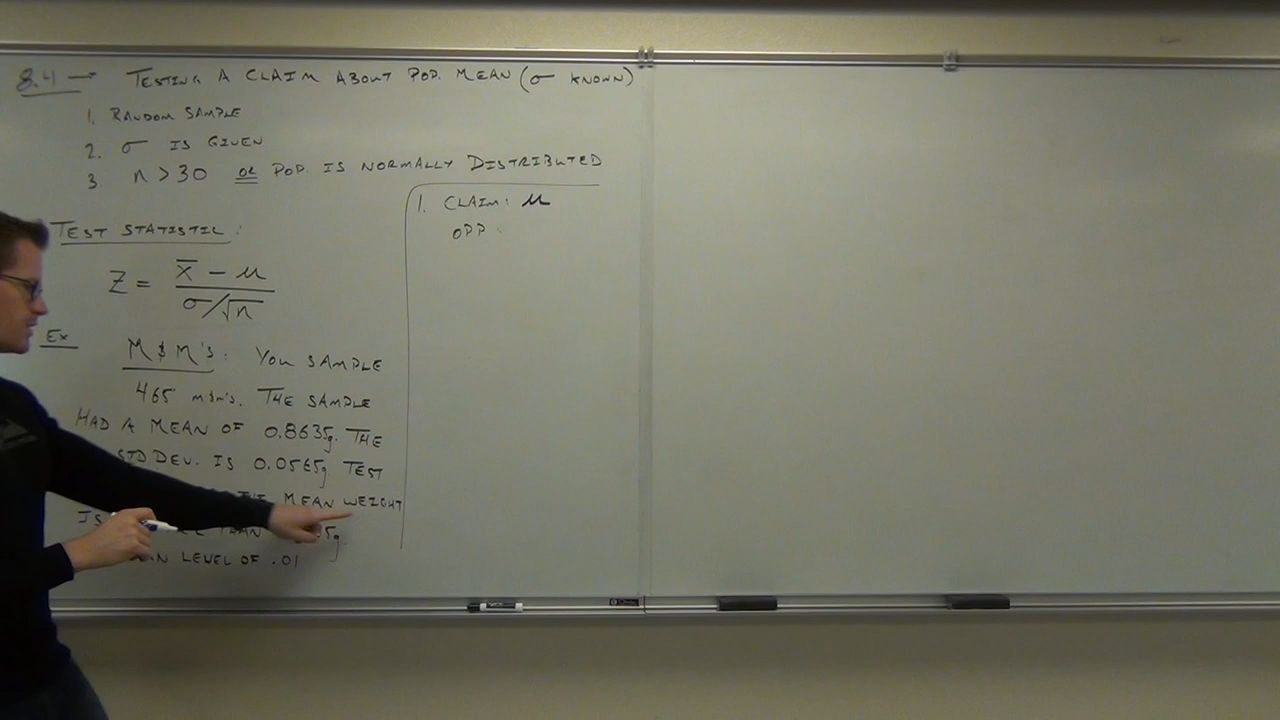 8.4 → TESTING A CLAIM ABOUT POP. MEAN (σ KNOWN)
1. RANDOM SAMPLE
2. σ IS GIVEN
3 n > 30 OR POP. IS NORMALLY DISTRIBUTED
TEST STATISTIC:
Z = (x̄ - μ) / (σ/√n)
Ex
M&M'S: YOU SAMPLE
465 m&m's. THE SAMPLE
HAD A MEAN OF 0.8635g. THE
STD DEV. IS 0.0565g TEST
MEAN WEIGHT
IS THAN 5g.
LEVEL OF .01
1. CLAIM: μ
OPP: